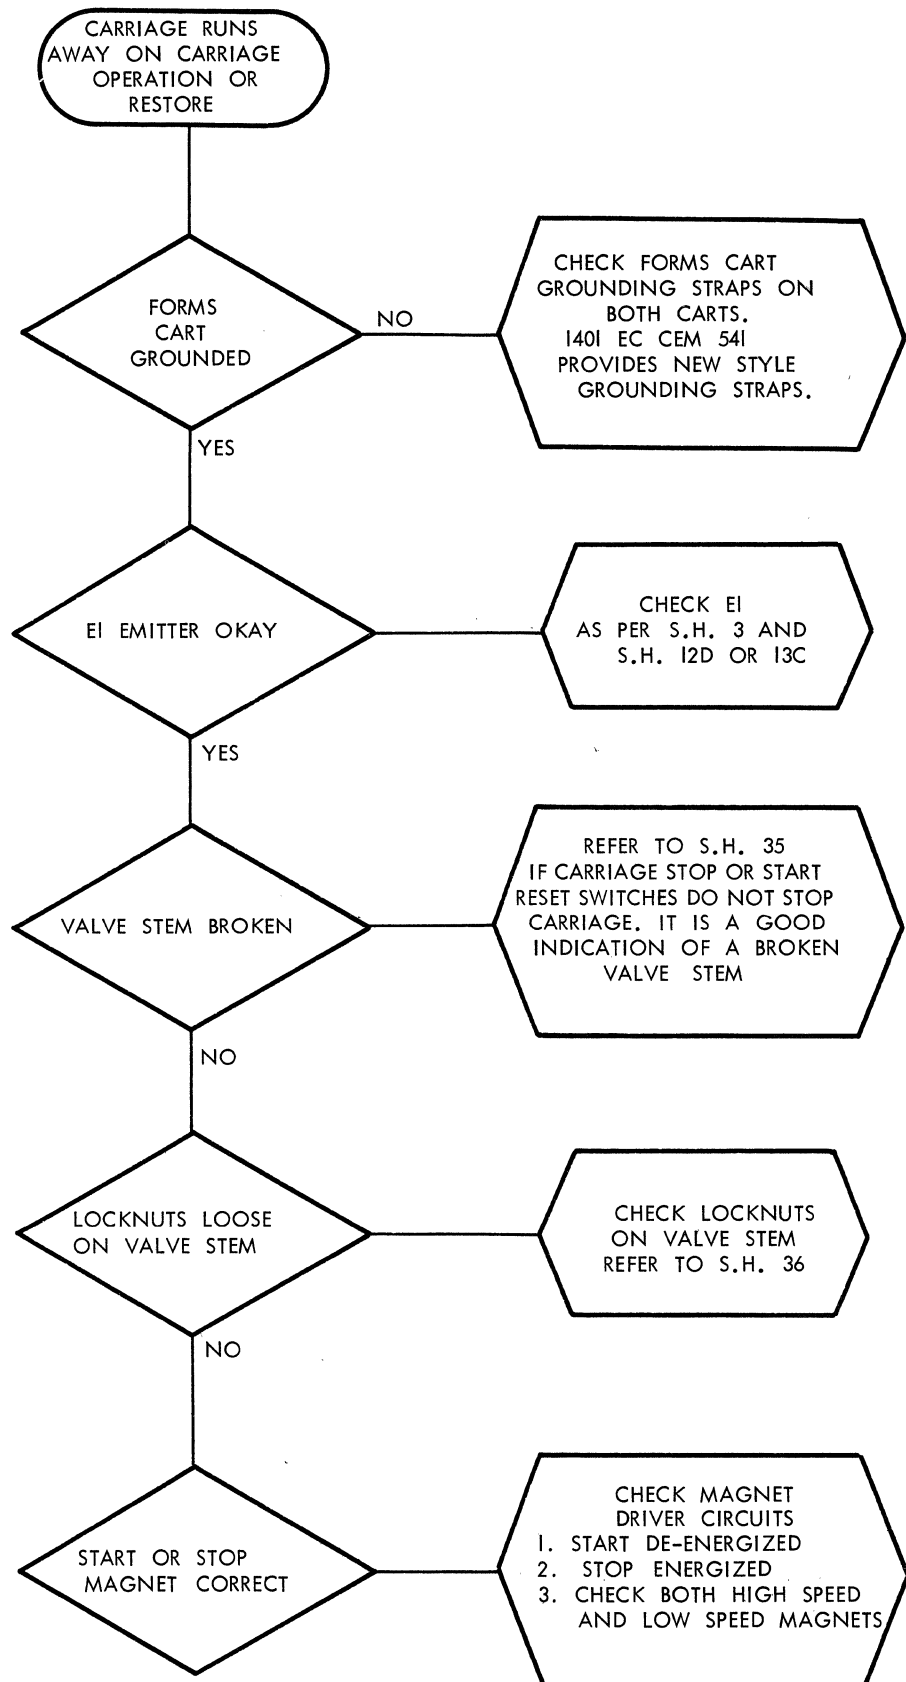 CARRIAGE RUNS
AWAY ON CARRIAGE
OPERATION OR
RESTORE
FORMS
CART
GROUNDED
NO
CHECK FORMS CART
GROUNDING STRAPS ON
BOTH CARTS.
1401 EC CEM 541
PROVIDES NEW STYLE
GROUNDING STRAPS.
YES
E1 EMITTER OKAY
CHECK E1
AS PER S.H. 3 AND
S.H. 12D OR 13C
YES
VALVE STEM BROKEN
REFER TO S.H. 35
IF CARRIAGE STOP OR START
RESET SWITCHES DO NOT STOP
CARRIAGE. IT IS A GOOD
INDICATION OF A BROKEN
VALVE STEM
NO
LOCKNUTS LOOSE
ON VALVE STEM
CHECK LOCKNUTS
ON VALVE STEM
REFER TO S.H. 36
NO
START OR STOP
MAGNET CORRECT
CHECK MAGNET
DRIVER CIRCUITS
1. START DE-ENERGIZED
2. STOP ENERGIZED
3. CHECK BOTH HIGH SPEED
AND LOW SPEED MAGNETS